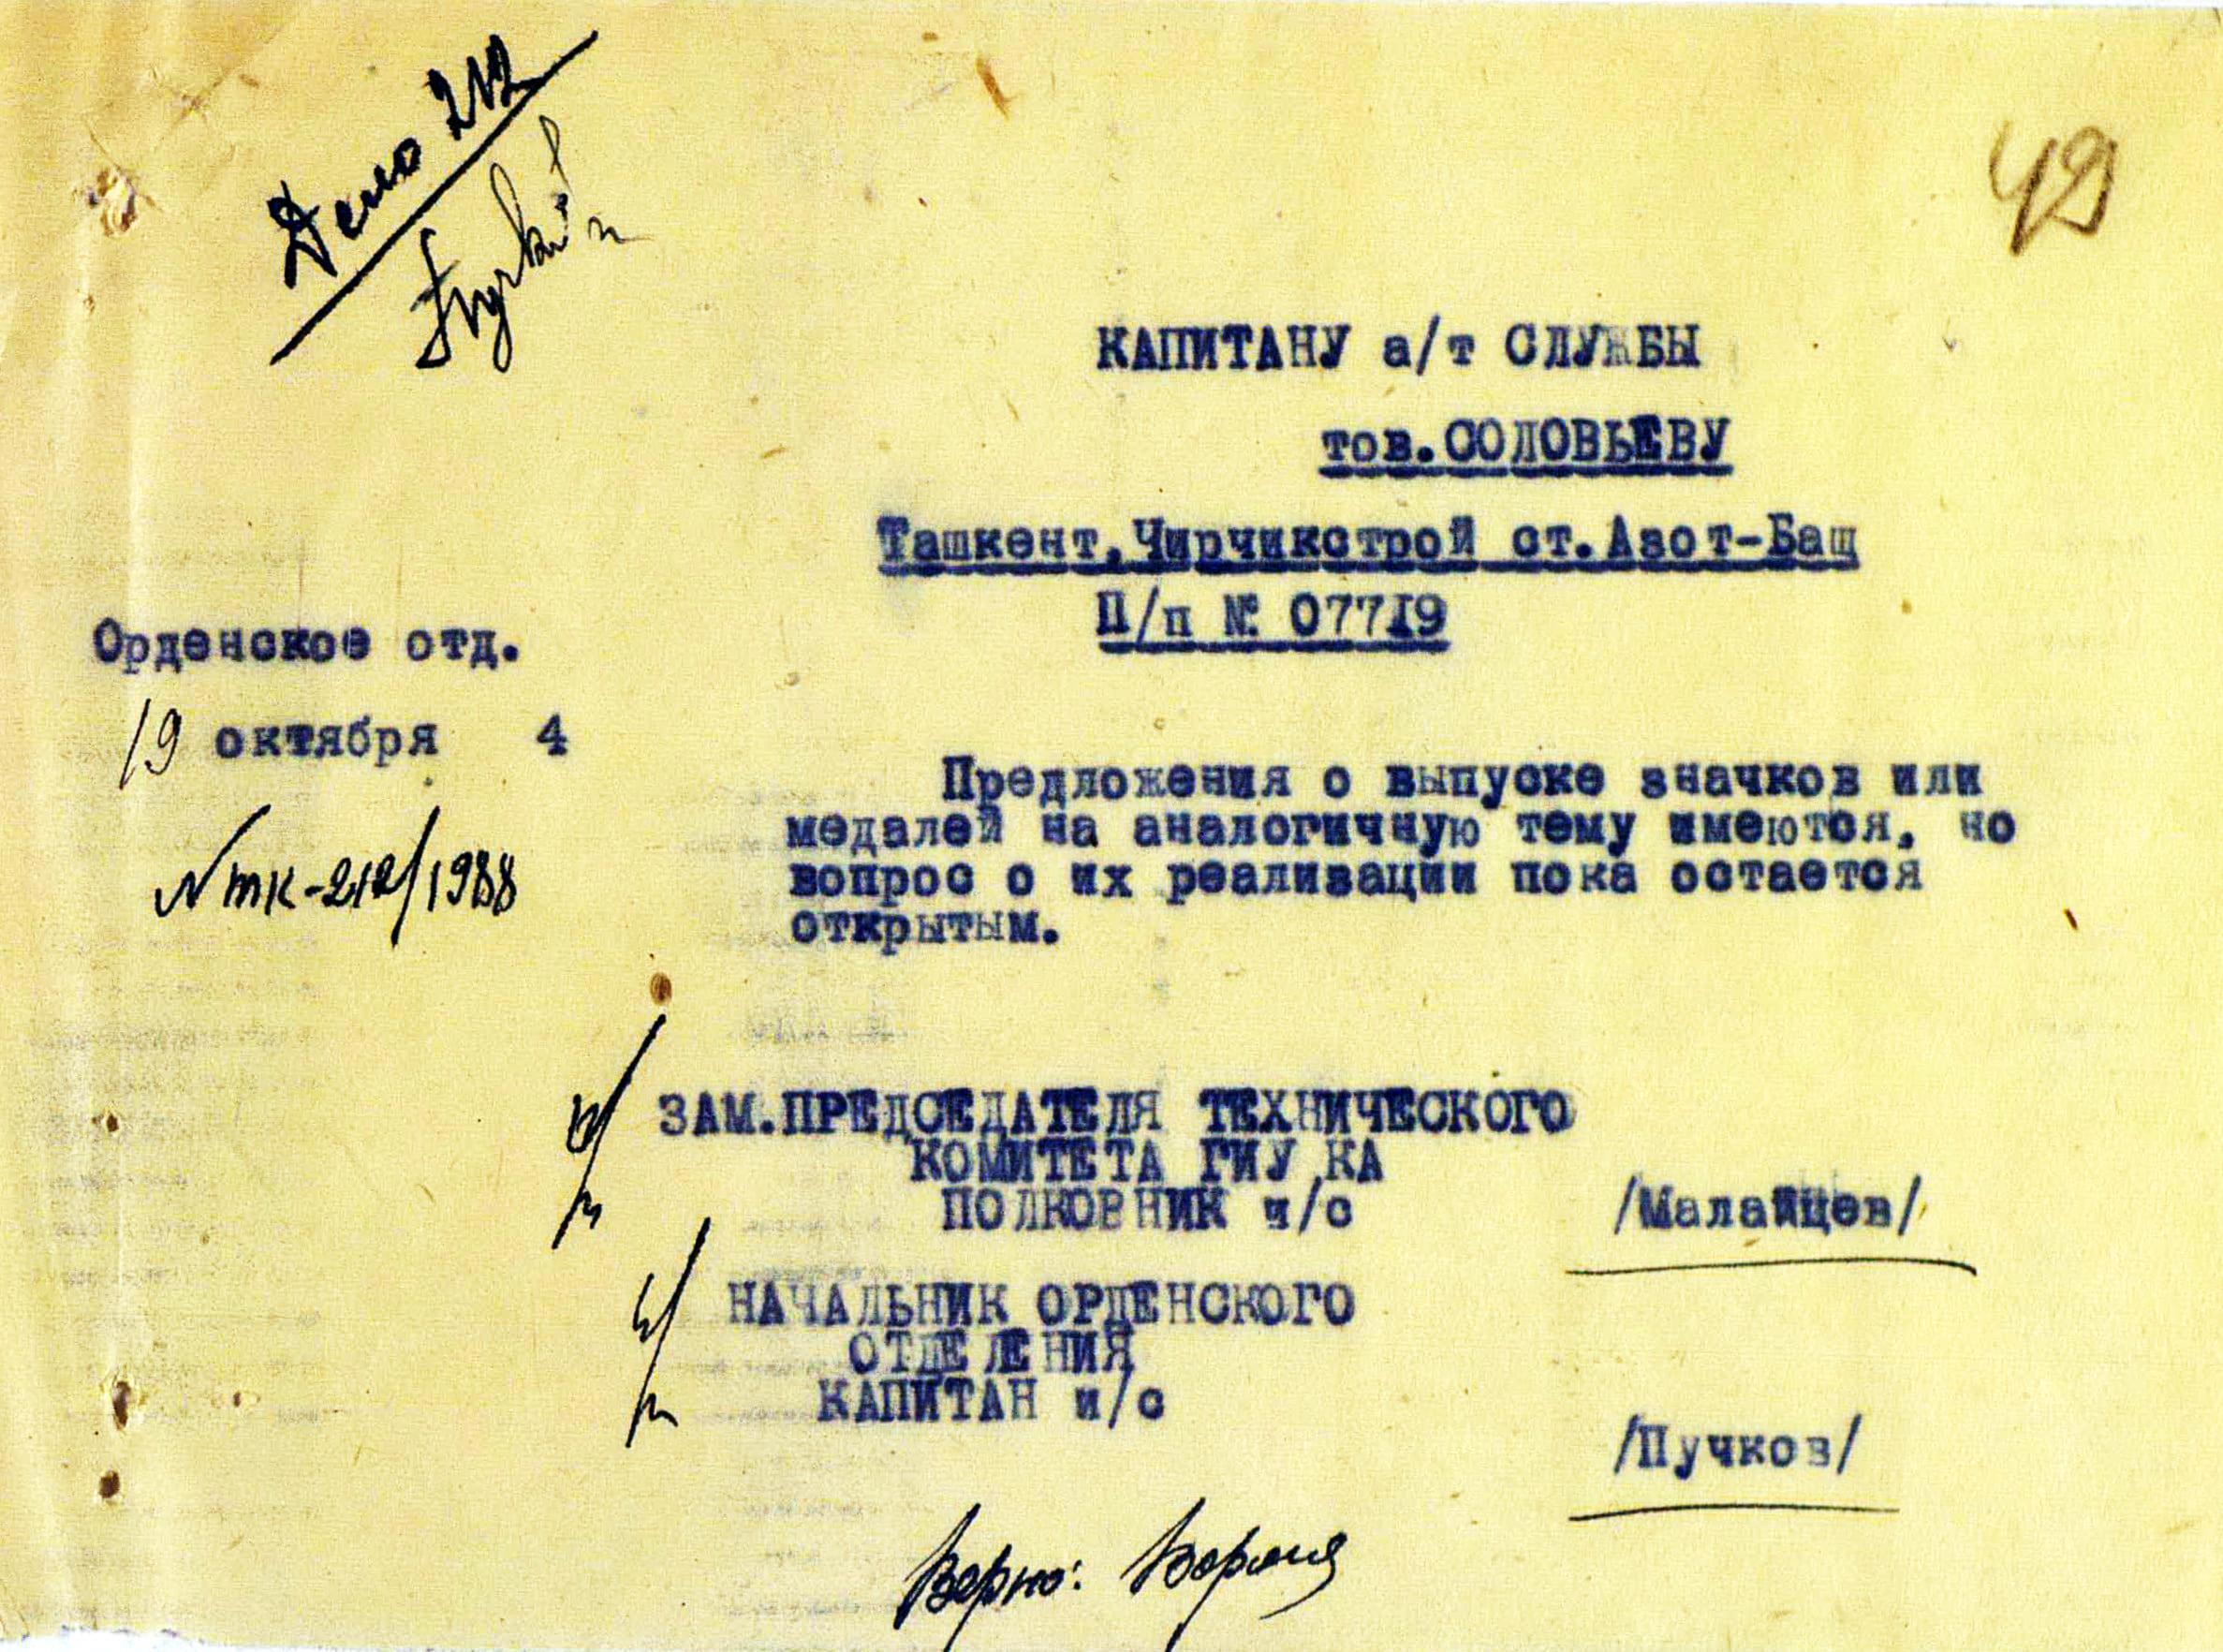 Дело 212
49
КАПИТАНУ а/т СЛУЖБЫ
тов.СОЛОВЬЕВУ
Ташкент,Чирчикстрой ст.Азот-Баш
П/п № 07719
Орденское отд.
19 октября 4
№ тк-212/1988
Предложения о выпуске значков или
медалей на аналогичную тему имеются, но
вопрос о их реализации пока остается
открытым.
п/п ЗАМ.ПРЕДСЕДАТЕЛЯ ТЕХНИЧЕСКОГО
КОМИТЕТА ГИУ КА
ПОЛКОВНИК и/с
/Малайцев/
п/п НАЧАЛЬНИК ОРДЕНСКОГО
ОТДЕЛЕНИЯ
КАПИТАН и/с
/Пучков/
Верно: